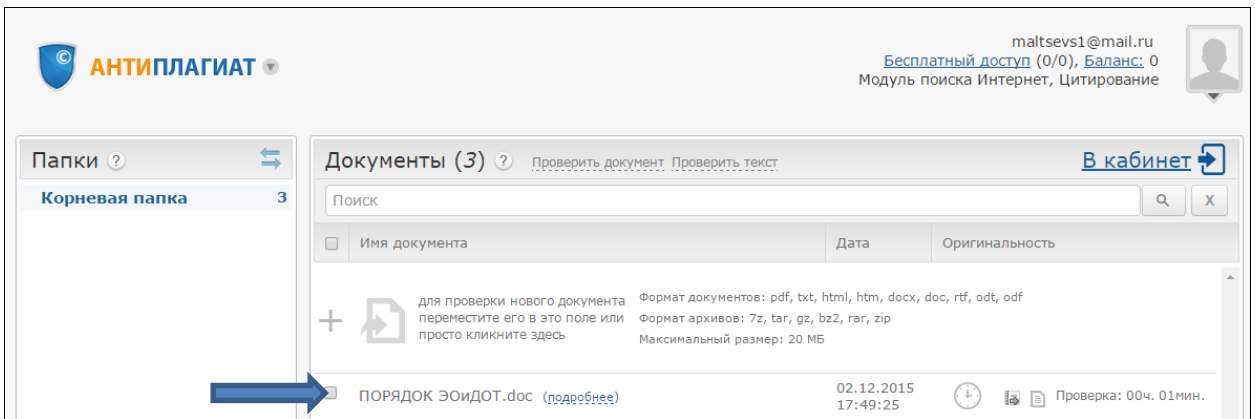 maltsevs1@mail.ru
© АНТИПЛАГИАТ
Бесплатный доступ (0/0), Баланс: 0
Модуль поиска Интернет, Цитирование
Папки ?
Документы (3) ? Проверить документ Проверить текст
В кабинет
Корневая папка 3
Поиск
X
Имя документа Дата Оригинальность
для проверки нового документа
переместите его в это поле или
просто кликните здесь
Формат документов: pdf, txt, html, htm, docx, doc, rtf, odt, odf
Формат архивов: 7z, tar, gz, bz2, rar, zip
Максимальный размер: 20 МБ
ПОРЯДОК ЭОиДОТ.doc (подробнее)
02.12.2015
17:49:25
Проверка: 00ч. 01мин.